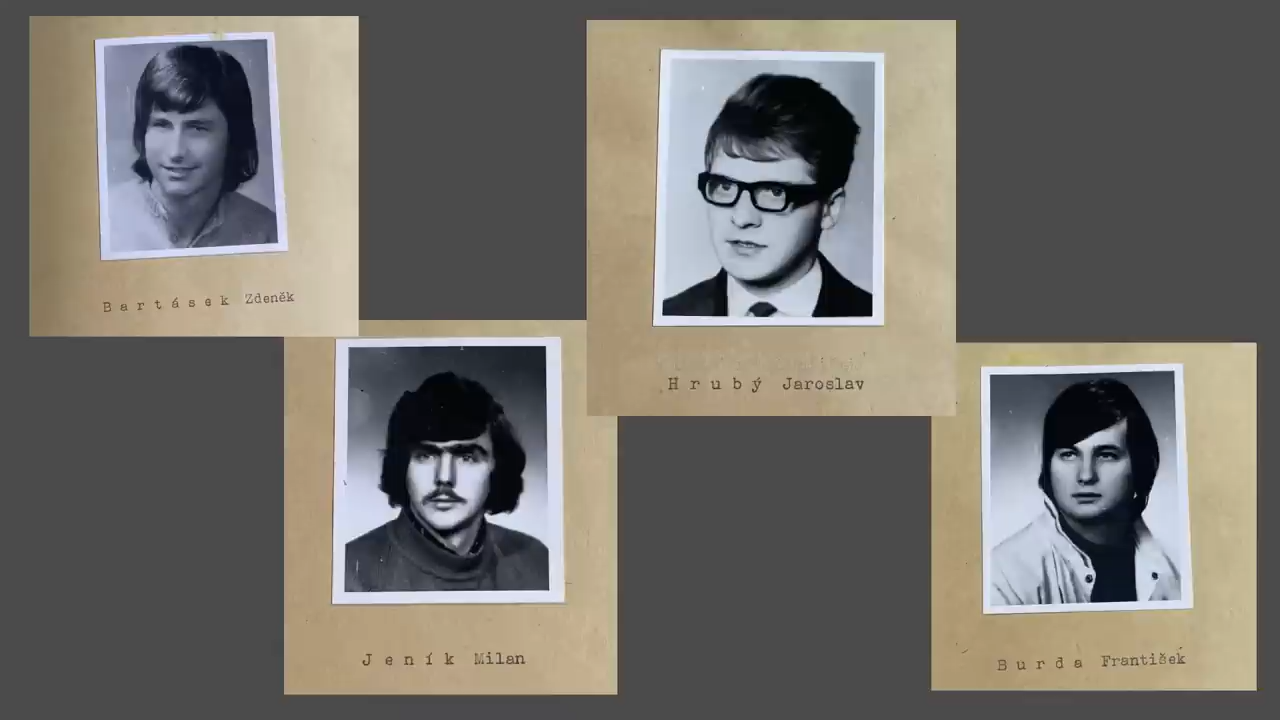 Bartásek Zdeněk
Hrubý Jaroslav
Jeník Milan
Burda František